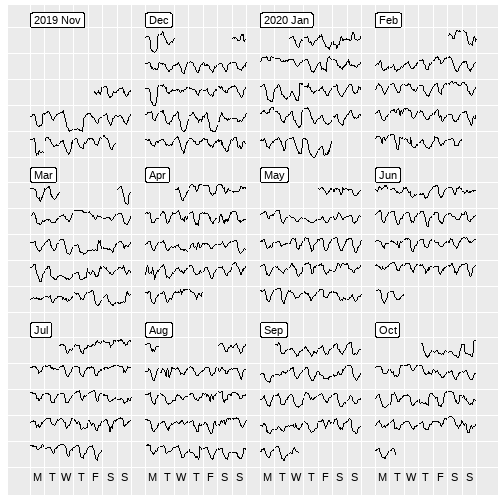 2019 Nov Dec 2020 Jan Feb
Mar Apr May Jun
Jul Aug Sep Oct
M T W T F S S M T W T F S S M T W T F S S M T W T F S S